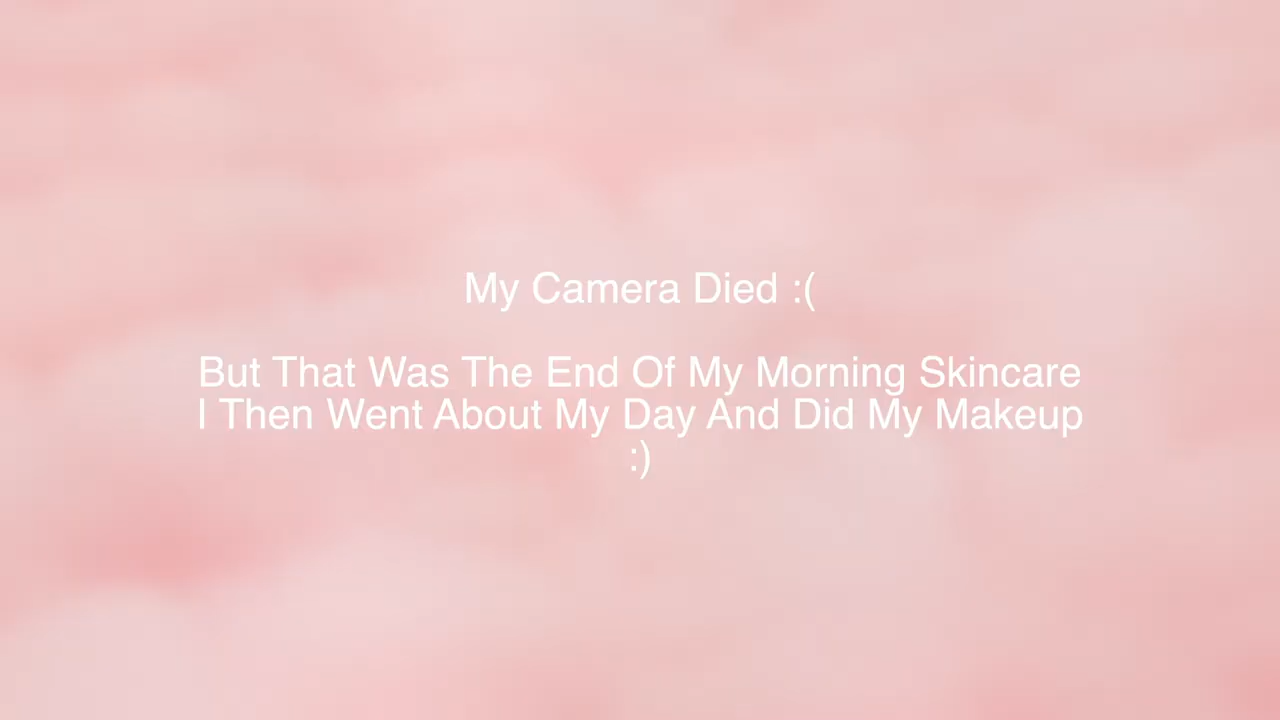 My Camera Died :(
But That Was The End Of My Morning Skincare
I Then Went About My Day And Did My Makeup
:)